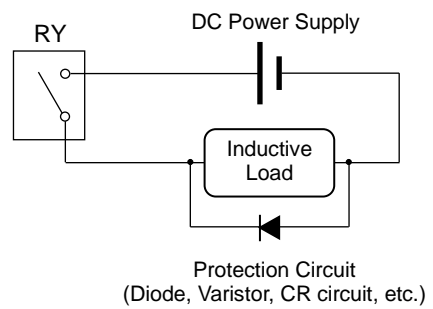 DC Power Supply
RY
Inductive
Load
Protection Circuit
(Diode, Varistor, CR circuit, etc.)